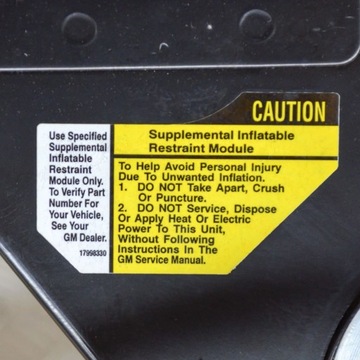 CAUTION
Use Specified
Supplemental
Inflatable
Restraint
Module Only.
To Verify Part
Number For
Your Vehicle,
See Your
GM Dealer.
17998330
Supplemental Inflatable
Restraint Module
To Help Avoid Personal Injury
Due To Unwanted Inflation.
1. DO NOT Take Apart, Crush
Or Puncture.
2. DO NOT Service, Dispose
Or Apply Heat Or Electric
Power To This Unit,
Without Following
Instructions In The
GM Service Manual.